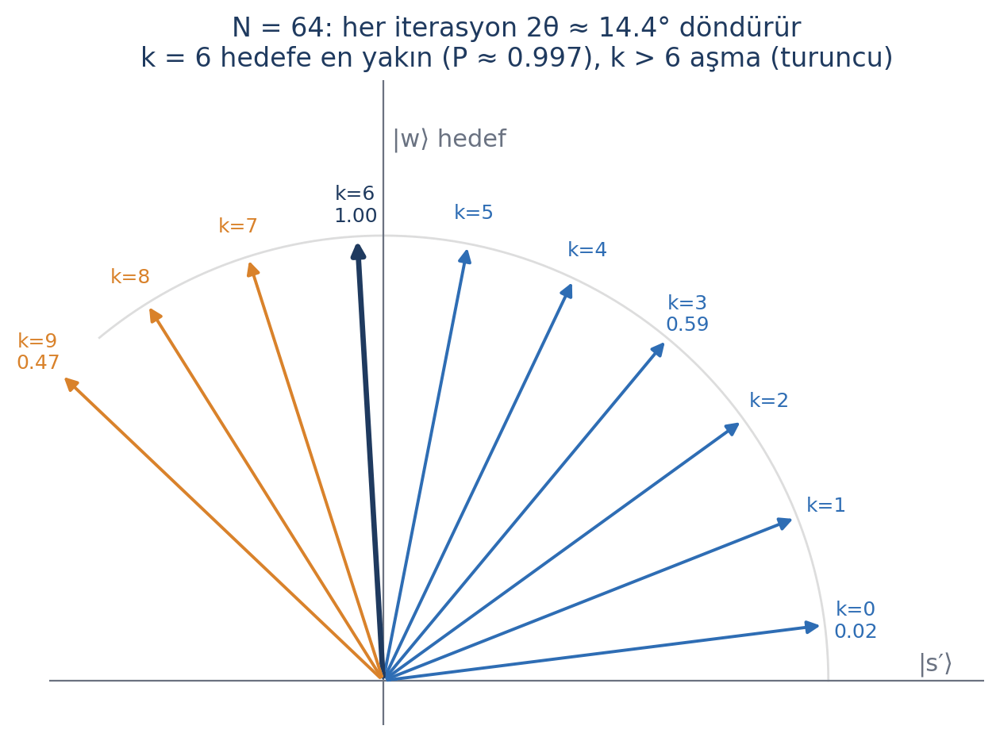 N = 64: her iterasyon 2θ ≈ 14.4° döndürür
k = 6 hedefe en yakın (P ≈ 0.997), k > 6 aşma (turuncu)
|w⟩ hedef
k=6
1.00
k=5
k=7
k=4
k=8
k=3
0.59
k=9
0.47
k=2
k=1
k=0
0.02
|s′⟩